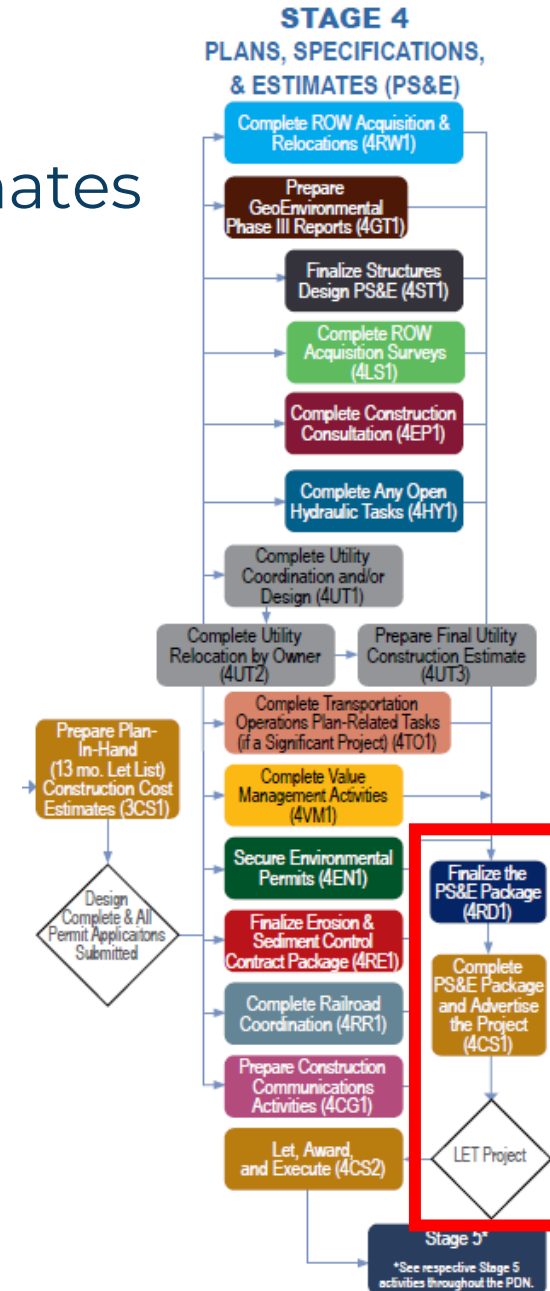 STAGE 4
PLANS, SPECIFICATIONS,
& ESTIMATES (PS&E)
nates
Complete ROW Acquisition &
Relocations (4RW1)
Prepare
GeoEnvironmental
Phase III Reports (4GT1)
Finalize Structures
Design PS&E (4ST1)
Complete ROW
Acquisition Surveys
(4LS1)
Complete Construction
Consultation (4EP1)
Complete Any Open
Hydraulic Tasks (4HY1)
Complete Utility
Coordination and/or
Design (4UT1)
Complete Utility
Relocation by Owner
(4UT2)
Prepare Final Utility
Construction Estimate
(4UT3)
Complete Transportation
Operations Plan-Related Tasks
(if a Significant Project) (4TO1)
Prepare Plan-
In-Hand
(13 mo. Let List)
Construction Cost
Estimates (3CS1)
Complete Value
Management Activities
(4VM1)
Design
Complete & All
Permit Applicaitons
Submitted
Secure Environmental
Permits (4EN1)
Finalize the
PS&E Package
(4RD1)
Finalize Erosion &
Sediment Control
Contract Package (4RE1)
Complete
PS&E Package
and Advertise
the Project
(4CS1)
Complete Railroad
Coordination (4RR1)
Prepare Construction
Communications
Activities (4CG1)
LET Project
Let, Award,
and Execute (4CS2)
Stage 5*
*See respective Stage 5
activities throughout the PDN.